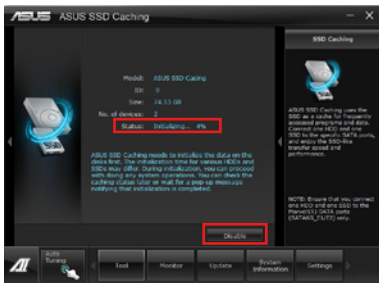 ASUS ASUS SSD Caching
SSD Caching
Model: ASUS SSD-Caching
ID: 0
Size: 74.53 GB
No. of devices: 2
Status: Initializing... 4%
ASUS SSD Caching needs to initialize the data on the
disks first. The initialization time for various HDDs and
SSDs may differ. During initialization, you can proceed
with doing any system operations. You can check the
caching status later or wait for a pop-up message
notifying that initialization is completed.
Disable
ASUS SSD Caching uses the
SSD as a cache for frequently
accessed programs and data.
Connect one HDD and one
SSD to the specific SATA ports,
and enjoy the SSD-like
transfer speed and
performance.
NOTE: Ensure that you connect
one HDD and one SSD to the
Marvell(R) SATA ports
only.
Auto
Tuning
Tool
Monitor
Update
System
Information
Settings